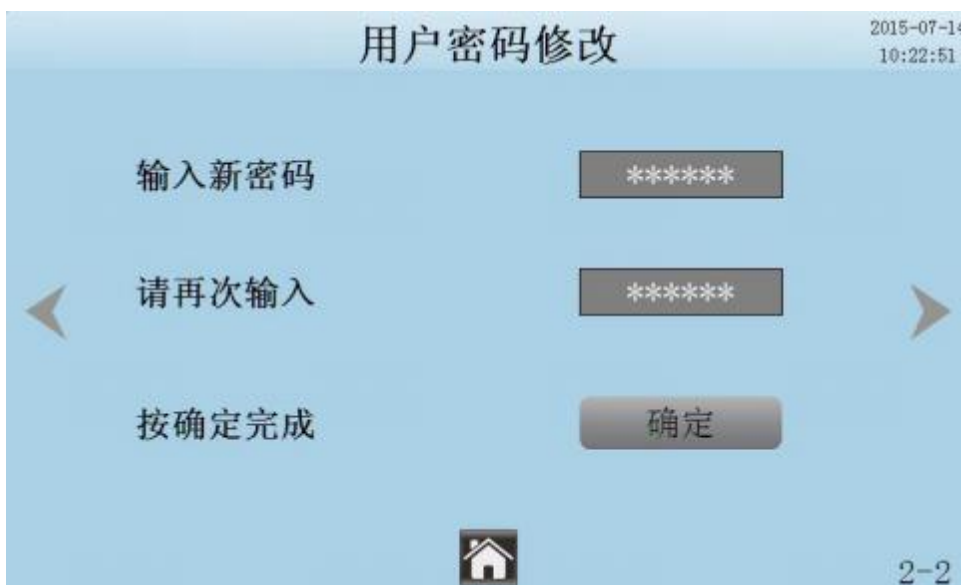 用户密码修改
2015-07-14
10:22:51
输入新密码
******
请再次输入
******
按确定完成
确定
2-2